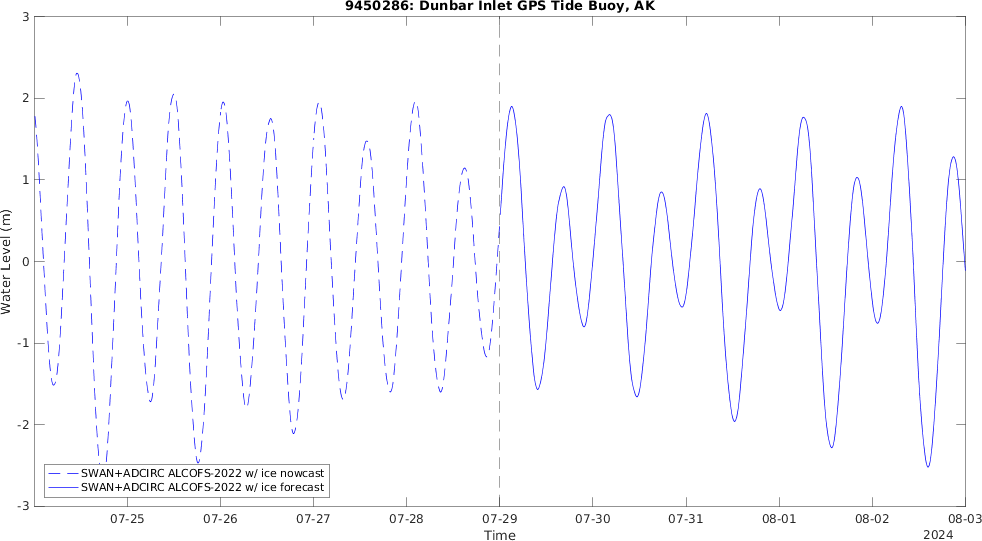 9450286: Dunbar Inlet GPS Tide Buoy, AK
3
2
1
0
-1
-2
-3
Water Level (m)
SWAN+ADCIRC ALCOFS-2022 w/ ice nowcast
SWAN+ADCIRC ALCOFS-2022 w/ ice forecast
07-25 07-26 07-27 07-28 07-29 07-30 07-31 08-01 08-02 08-03
Time
2024